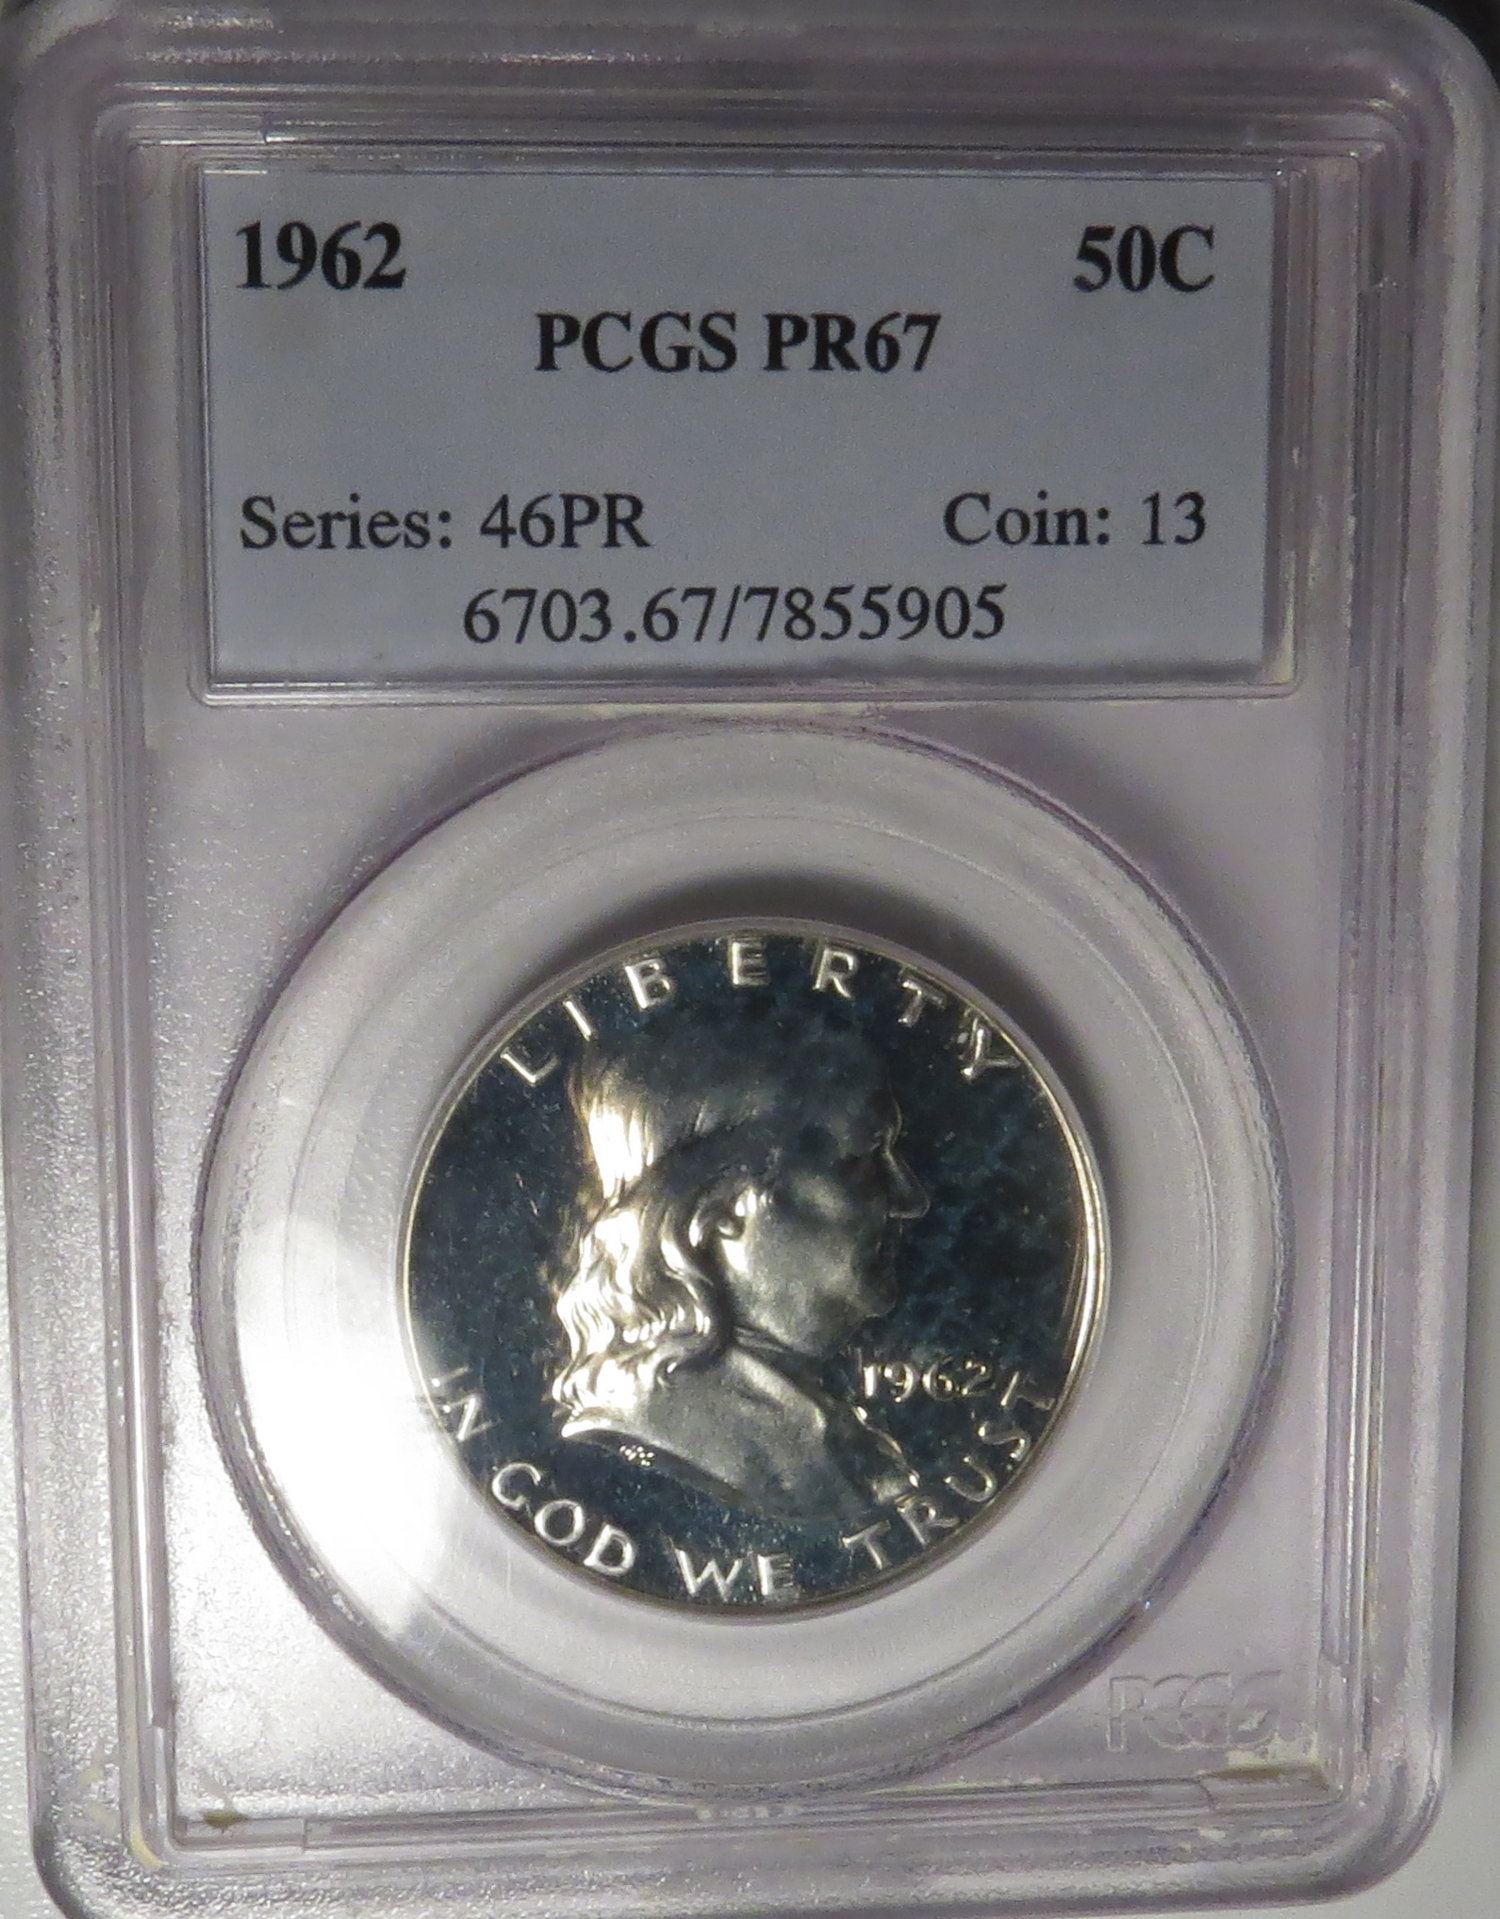 1962 50C
PCGS PR67
Series: 46PR Coin: 13
6703.67/7855905
LIBERTY
1962
IN GOD WE TRUST
PCGS